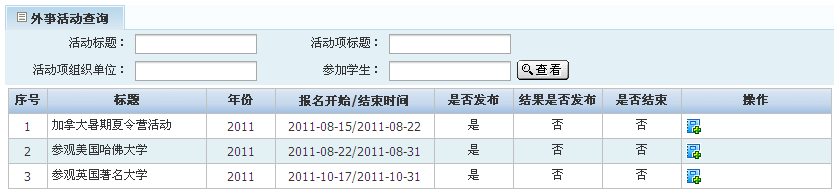 外事活动查询
活动标题： 活动项标题：
活动项组织单位： 参加学生： 查看
序号 标题 年份 报名开始/结束时间 是否发布 结果是否发布 是否结束 操作
1 加拿大暑期夏令营活动 2011 2011-08-15/2011-08-22 是 否 否
2 参观美国哈佛大学 2011 2011-08-22/2011-08-31 是 否 否
3 参观英国著名大学 2011 2011-10-17/2011-10-31 是 否 否